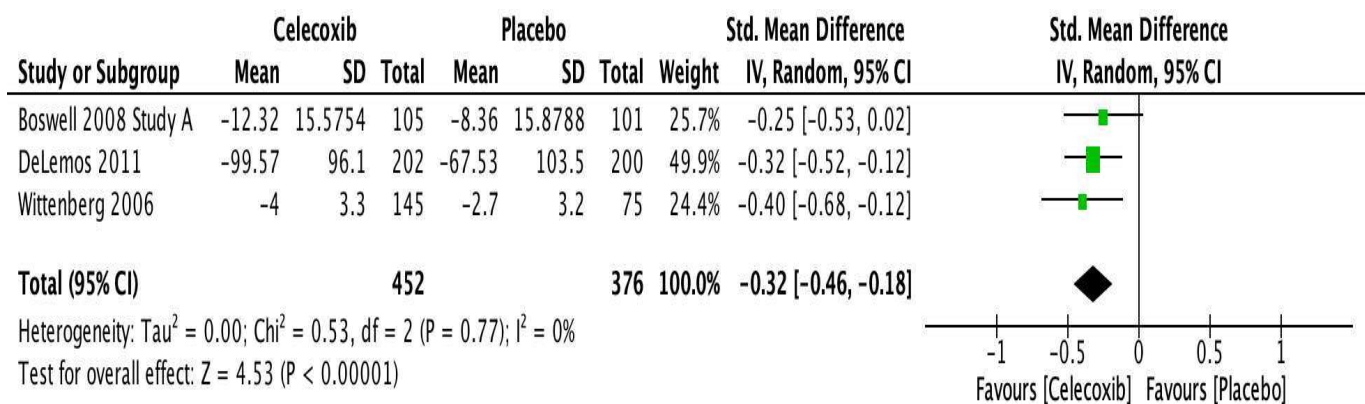 Celecoxib Placebo Std. Mean Difference Std. Mean Difference
Study or Subgroup Mean SD Total Mean SD Total Weight IV, Random, 95% CI IV, Random, 95% CI
Boswell 2008 Study A −12.32 15.5754 105 −8.36 15.8788 101 25.7% −0.25 [−0.53, 0.02]
DeLemos 2011 −99.57 96.1 202 −67.53 103.5 200 49.9% −0.32 [−0.52, −0.12]
Wittenberg 2006 −4 3.3 145 −2.7 3.2 75 24.4% −0.40 [−0.68, −0.12]
Total (95% CI) 452 376 100.0% −0.32 [−0.46, −0.18]
Heterogeneity: Tau² = 0.00; Chi² = 0.53, df = 2 (P = 0.77); I² = 0%
Test for overall effect: Z = 4.53 (P < 0.00001)
−1 −0.5 0 0.5 1
Favours [Celecoxib] Favours [Placebo]